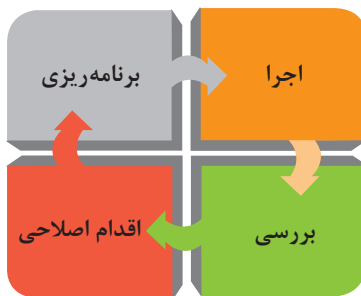 اجرا
برنامه‌ریزی
بررسی
اقدام اصلاحی